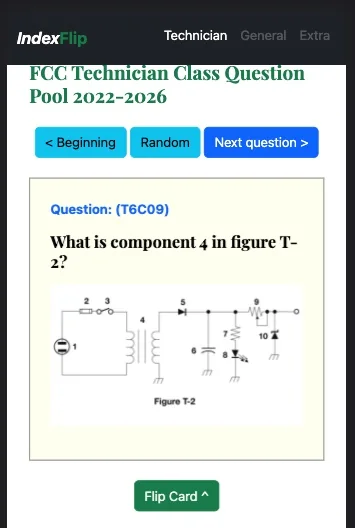 IndexFlip Technician General Extra
FCC Technician Class Question
Pool 2022-2026
< Beginning Random Next question >
Question: (T6C09)
What is component 4 in figure T-
2?
2 3 5 9
4
1 7 10
6 8
Figure T-2
Flip Card ^